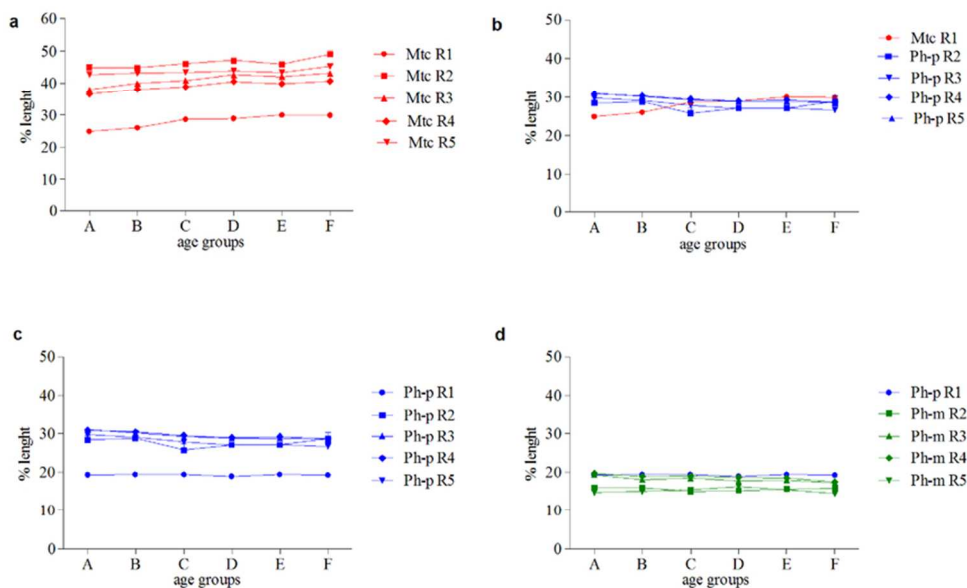 a
60
50
40
30
20
10
0
% lenght
A B C D E F
age groups
Mtc R1
Mtc R2
Mtc R3
Mtc R4
Mtc R5
b
50
40
30
20
10
0
% lenght
A B C D E F
age groups
Mtc R1
Ph-p R2
Ph-p R3
Ph-p R4
Ph-p R5
c
50
40
30
20
10
0
% lenght
A B C D E F
age groups
Ph-p R1
Ph-p R2
Ph-p R3
Ph-p R4
Ph-p R5
d
50
40
30
20
10
0
% lenght
A B C D E F
age groups
Ph-p R1
Ph-m R2
Ph-m R3
Ph-m R4
Ph-m R5